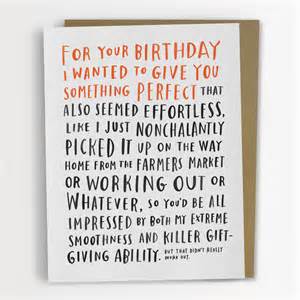 FOR YOUR BIRTHDAY
I WANTED TO GIVE YOU
SOMETHING PERFECT THAT
ALSO SEEMED EFFORTLESS,
LIKE I JUST NONCHALANTLY
PICKED IT UP ON THE WAY
HOME FROM THE FARMERS MARKET
OR WORKING OUT OR
WHATEVER, SO YOU'D BE ALL
IMPRESSED BY BOTH MY EXTREME
SMOOTHNESS AND KILLER GIFT-
GIVING ABILITY. BUT THAT DIDN'T REALLY
WORK OUT.